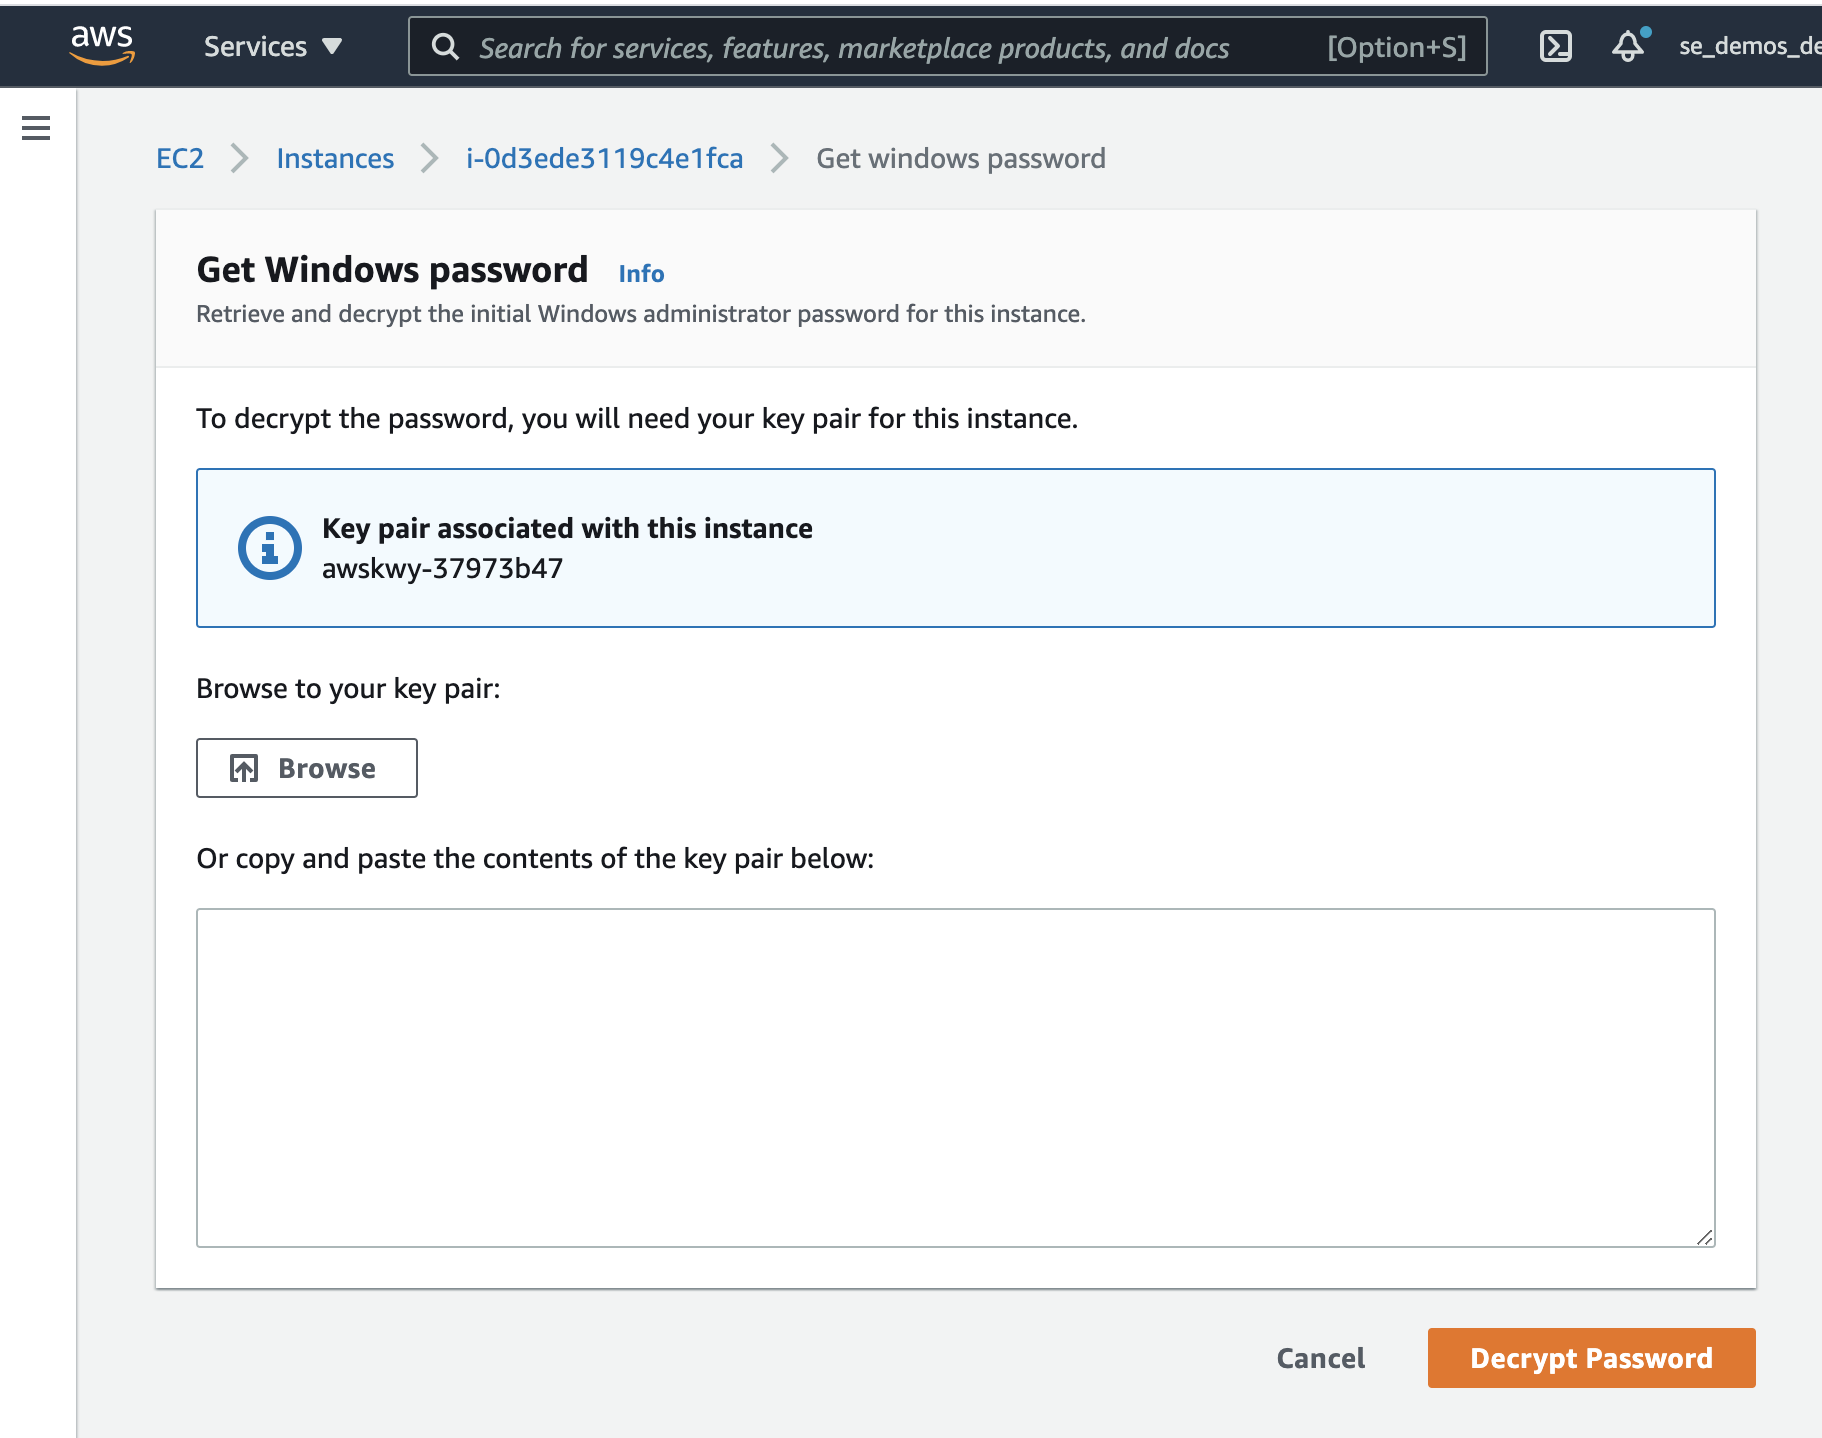 aws
Services
Search for services, features, marketplace products, and docs
[Option+S]
se_demos_de
EC2 > Instances > i-0d3ede3119c4e1fca > Get windows password
Get Windows password Info
Retrieve and decrypt the initial Windows administrator password for this instance.
To decrypt the password, you will need your key pair for this instance.
Key pair associated with this instance
awskwy-37973b47
Browse to your key pair:
Browse
Or copy and paste the contents of the key pair below:
Cancel
Decrypt Password